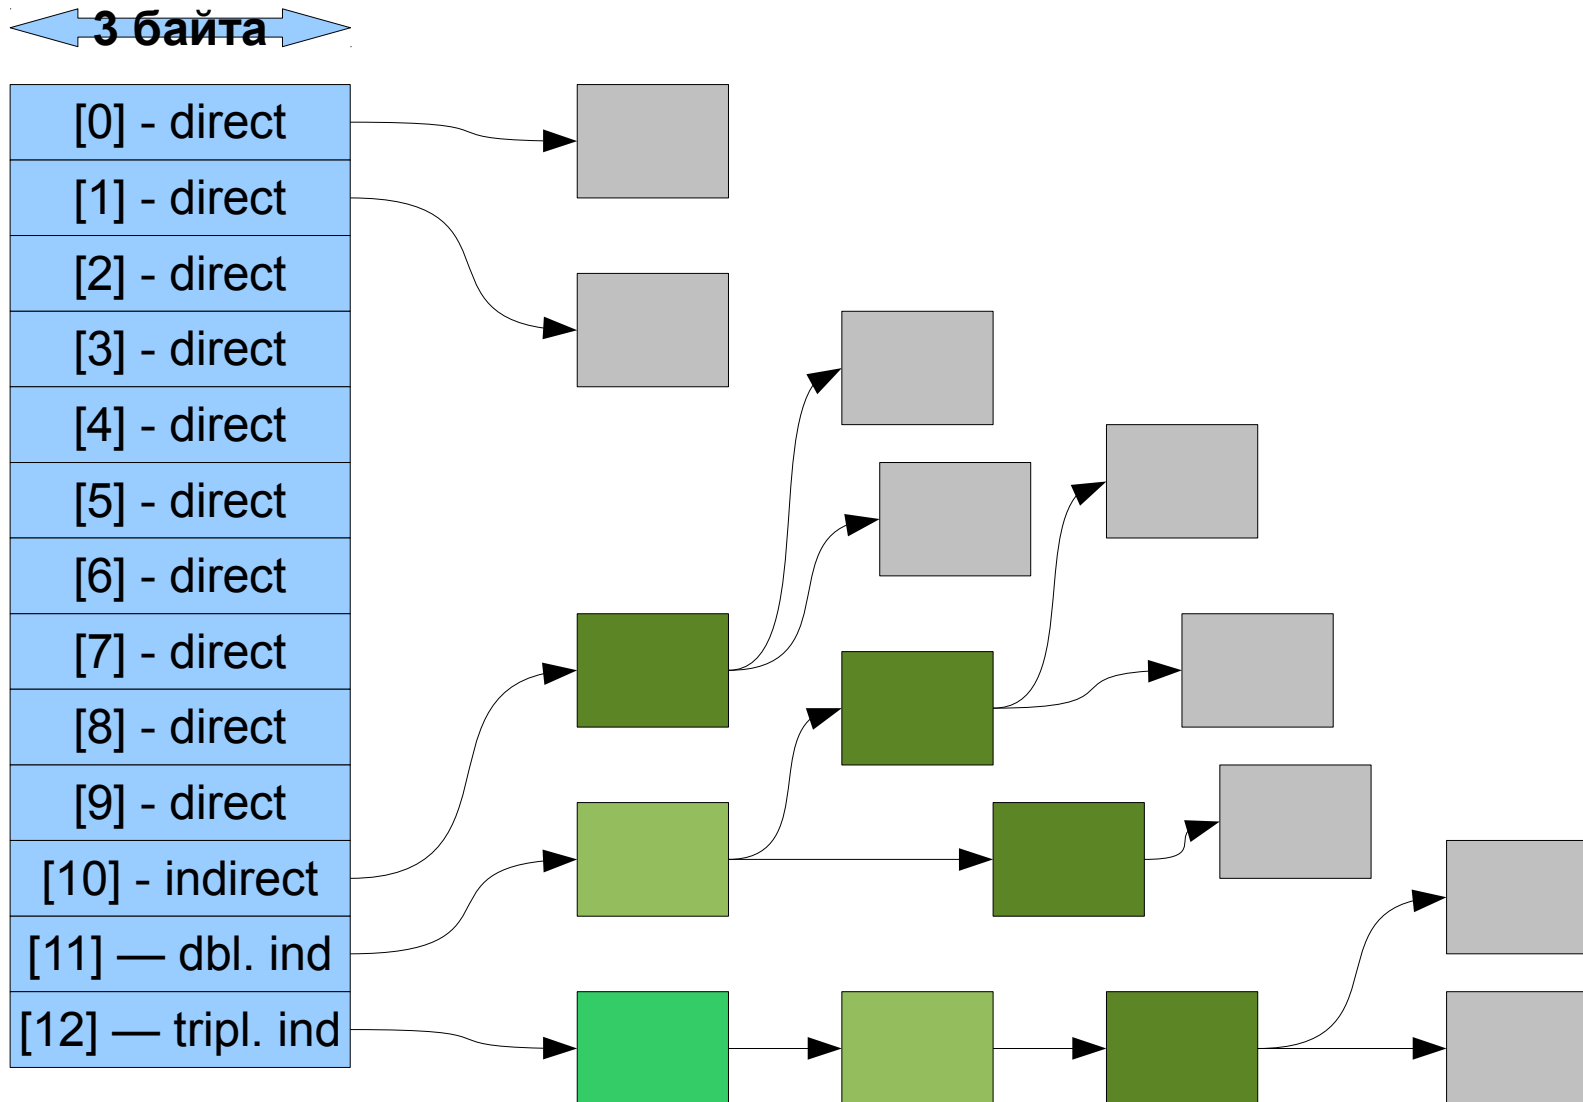 3 байта
[0] - direct
[1] - direct
[2] - direct
[3] - direct
[4] - direct
[5] - direct
[6] - direct
[7] - direct
[8] - direct
[9] - direct
[10] - indirect
[11] — dbl. ind
[12] — tripl. ind